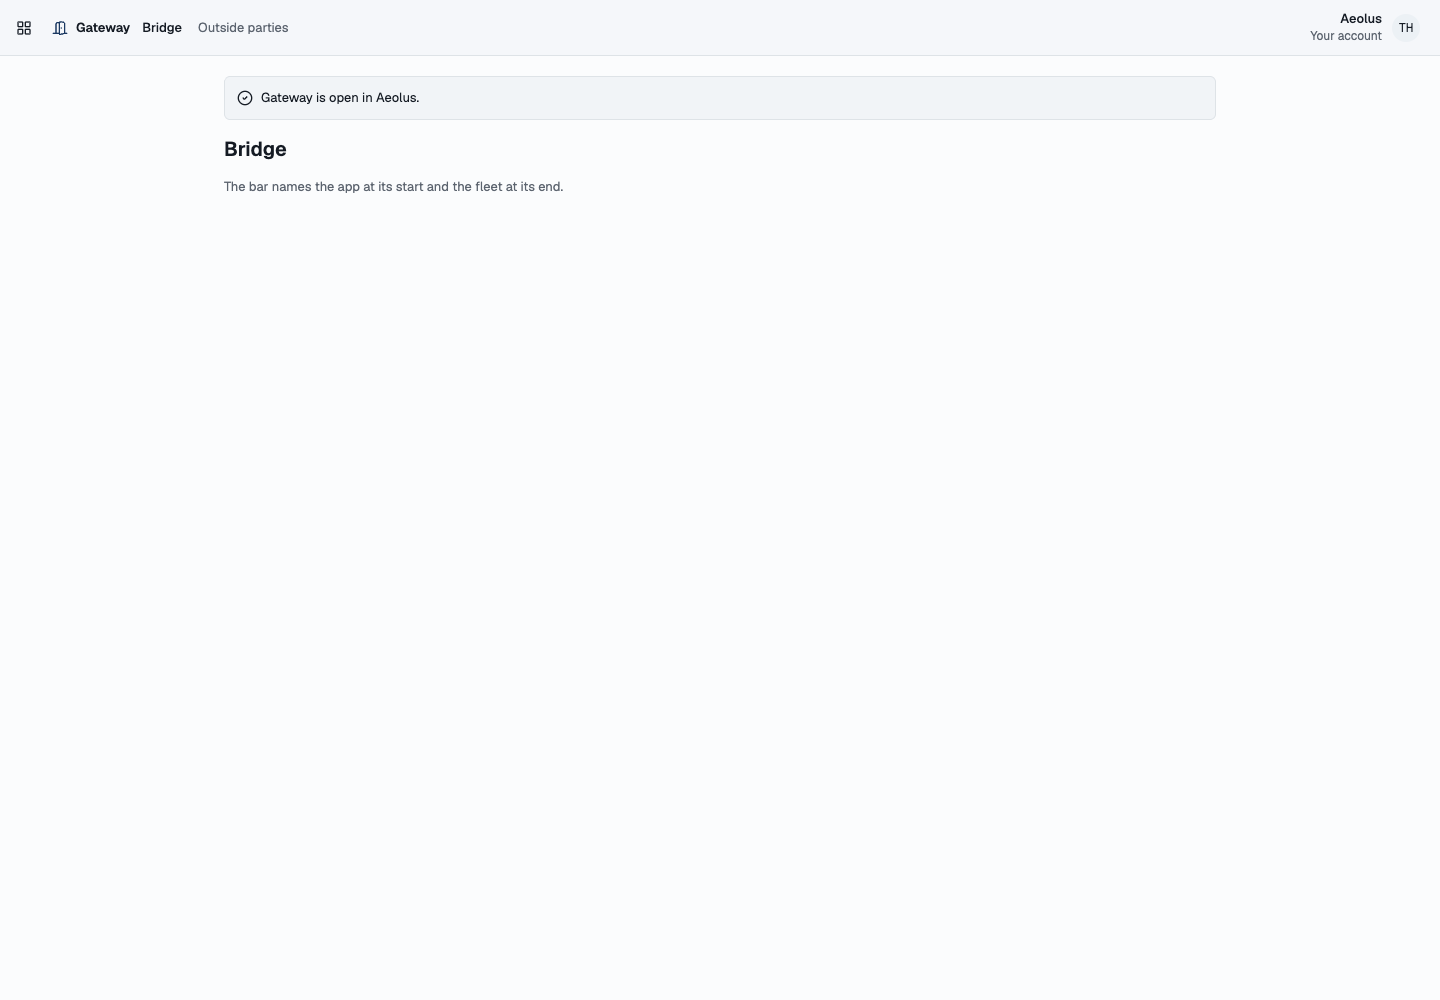 Gateway Bridge Outside parties
Aeolus
Your account
TH
Gateway is open in Aeolus.
Bridge
The bar names the app at its start and the fleet at its end.